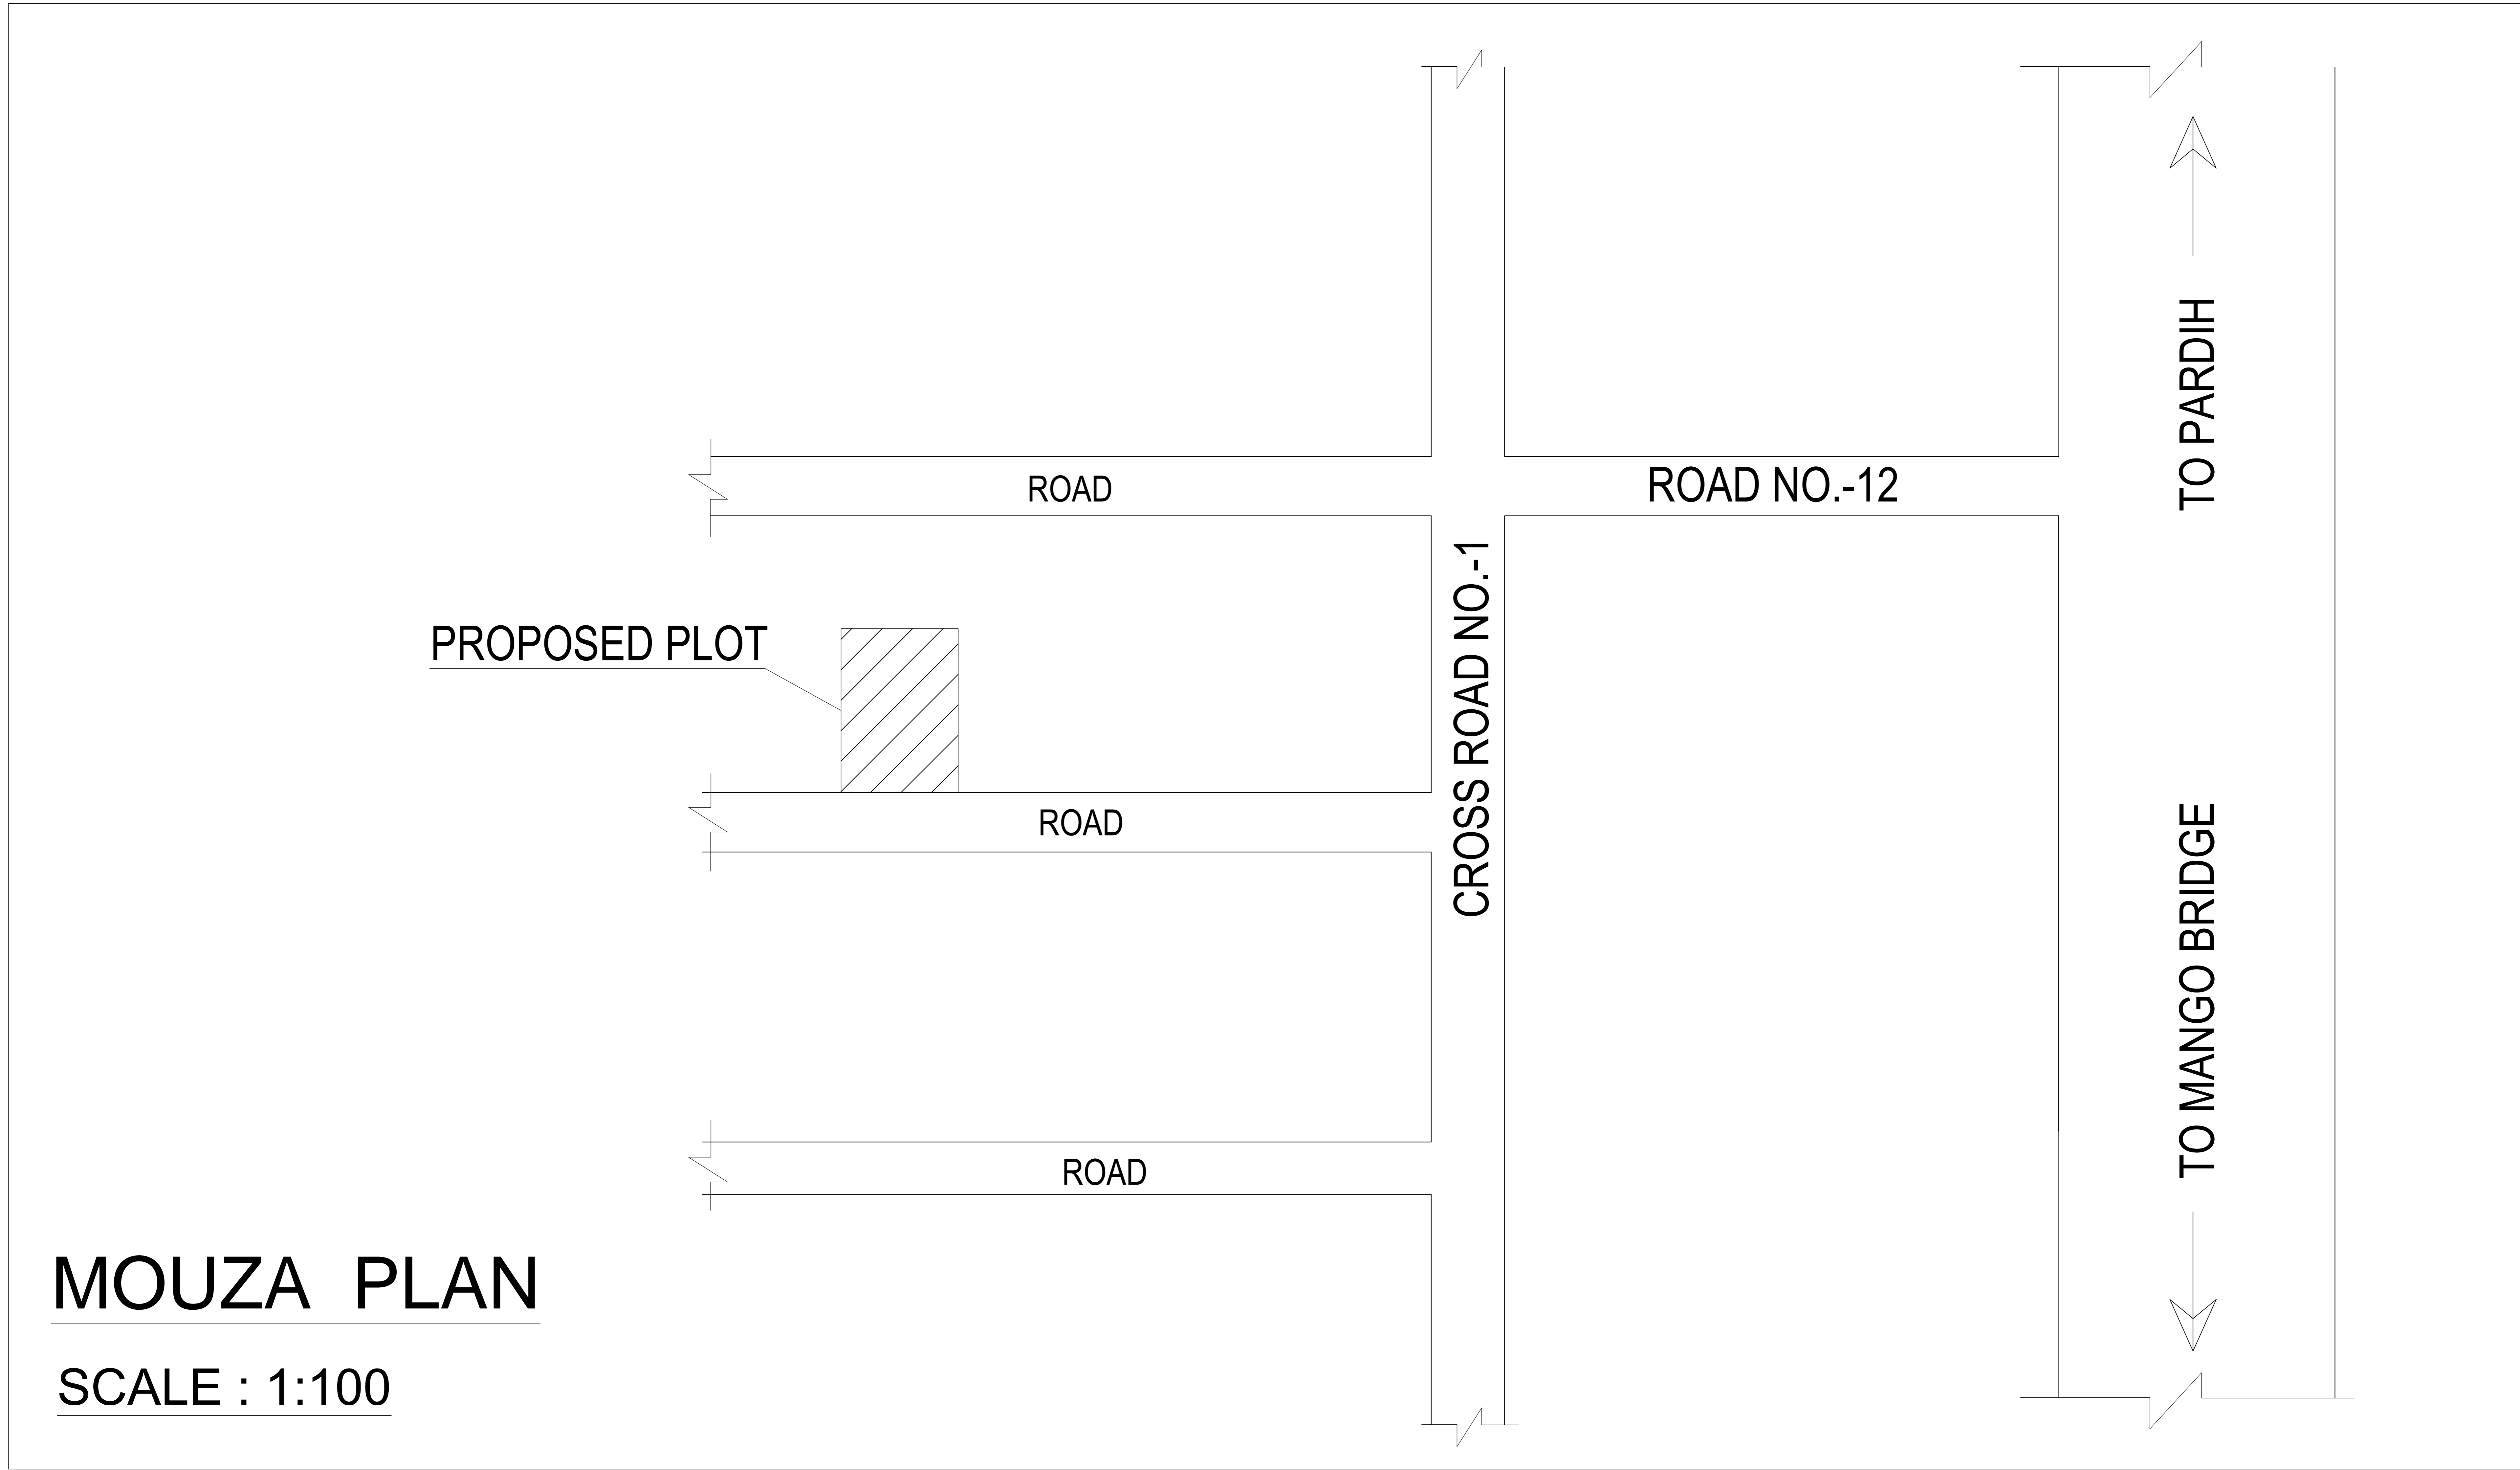 TO PARDIH
ROAD
ROAD NO.-12
CROSS ROAD NO.-1
PROPOSED PLOT
ROAD
TO MANGO BRIDGE
ROAD
MOUZA PLAN
SCALE : 1:100